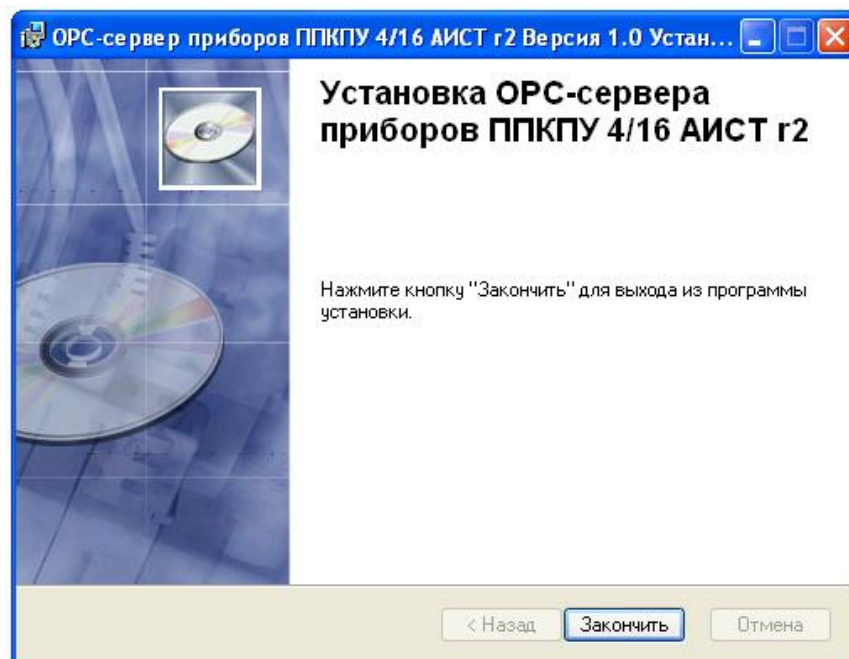 OPC-сервер приборов ППКПУ 4/16 АИСТ r2 Версия 1.0 Устан...
Установка OPC-сервера
приборов ППКПУ 4/16 АИСТ r2
Нажмите кнопку "Закончить" для выхода из программы
установки.
< Назад Закончить Отмена